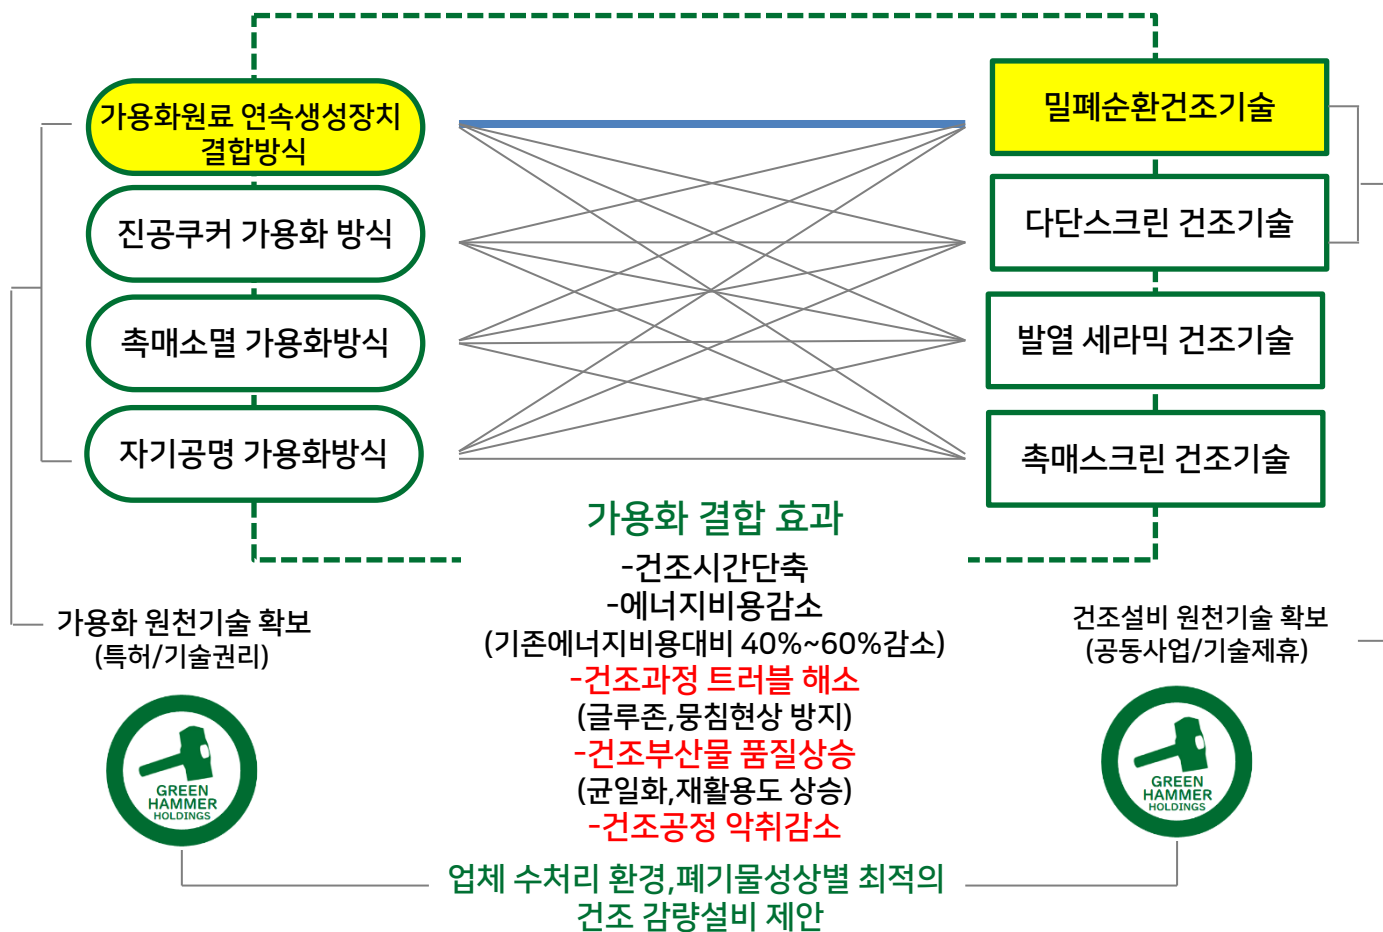 가용화원료 연속생성장치
결합방식
진공쿠커 가용화 방식
촉매소멸 가용화방식
자기공명 가용화방식
밀폐순환건조기술
다단스크린 건조기술
발열 세라믹 건조기술
촉매스크린 건조기술
가용화 결합 효과
-건조시간단축
-에너지비용감소
(기존에너지비용대비 40%~60%감소)
-건조과정 트러블 해소
(글루존,뭉침현상 방지)
-건조부산물 품질상승
(균일화,재활용도 상승)
-건조공정 악취감소
가용화 원천기술 확보
(특허/기술권리)
GREEN
HAMMER
HOLDINGS
건조설비 원천기술 확보
(공동사업/기술제휴)
GREEN
HAMMER
HOLDINGS
업체 수처리 환경,폐기물성상별 최적의
건조 감량설비 제안